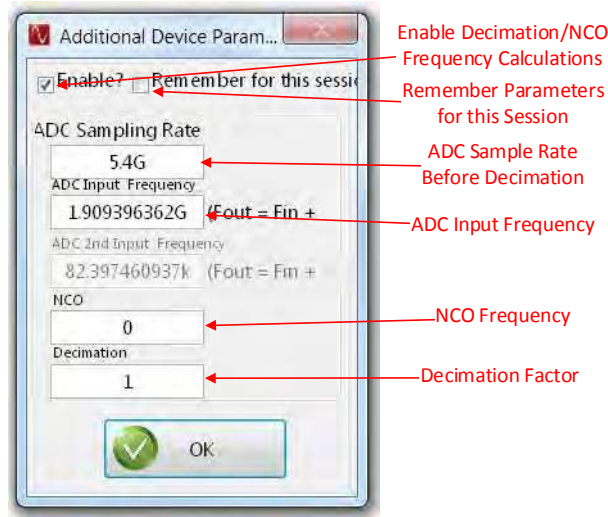 Additional Device Param...
Enable? Remember for this sessi
ADC Sampling Rate
5.4G
ADC Input Frequency
1.909396362G (Fout = Fin +
ADC 2nd Input Frequency
82.397460937k (Fout = Fin +
NCO
0
Decimation
1
OK
Enable Decimation/NCO
Frequency Calculations
Remember Parameters
for this Session
ADC Sample Rate
Before Decimation
ADC Input Frequency
NCO Frequency
Decimation Factor